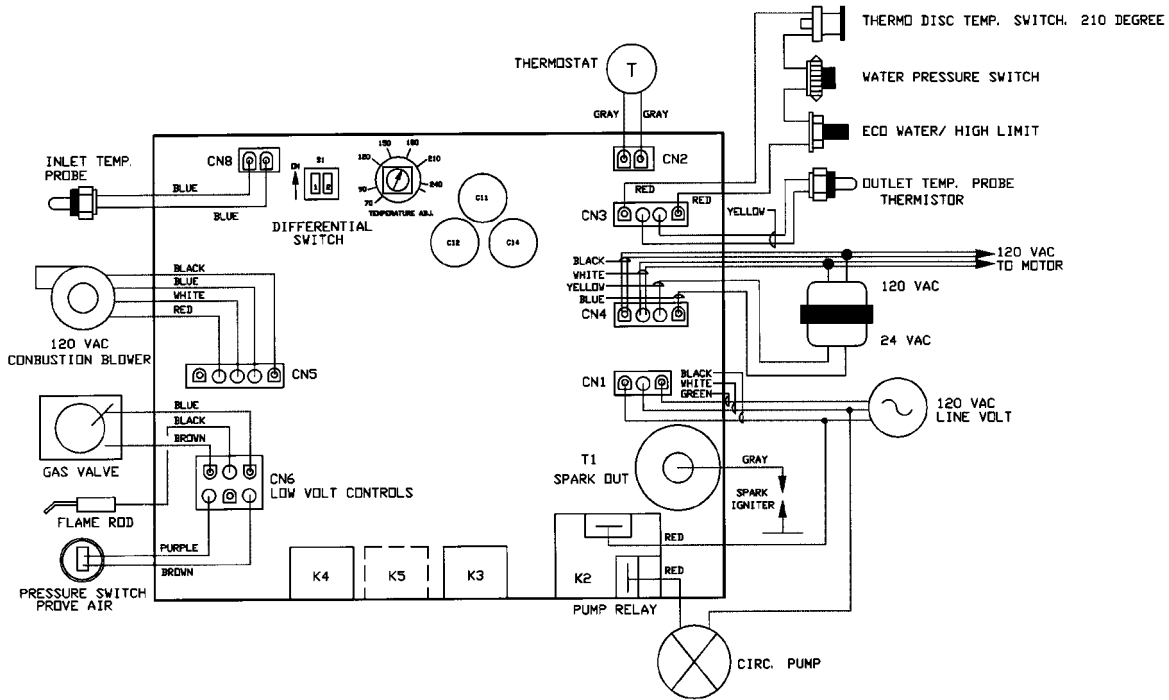 THERMO DISC TEMP. SWITCH. 210 DEGREE
THERMOSTAT
T
WATER PRESSURE SWITCH
GRAY
GRAY
ECO WATER/ HIGH LIMIT
INLET TEMP.
PROBE
CN8
S1
ON
1 2
150
180
120
210
90
240
70
TEMPERATURE ADJ.
CN2
BLUE
BLUE
DIFFERENTIAL
SWITCH
C11
C12
C14
RED
CN3
RED
YELLOW
OUTLET TEMP. PROBE
THERMISTOR
BLACK
WHITE
YELLOW
BLUE
CN4
120 VAC
TO MOTOR
120 VAC
24 VAC
BLACK
BLUE
WHITE
RED
120 VAC
CONBUSTION BLOWER
CN5
CN1
BLACK
WHITE
GREEN
120 VAC
LINE VOLT
BLUE
BLACK
BROWN
GAS VALVE
CN6
LOW VOLT CONTROLS
T1
SPARK OUT
GRAY
SPARK
IGNITER
FLAME ROD
PURPLE
BROWN
PRESSURE SWITCH
PROVE AIR
K4
K5
K3
K2
RED
RED
PUMP RELAY
CIRC. PUMP